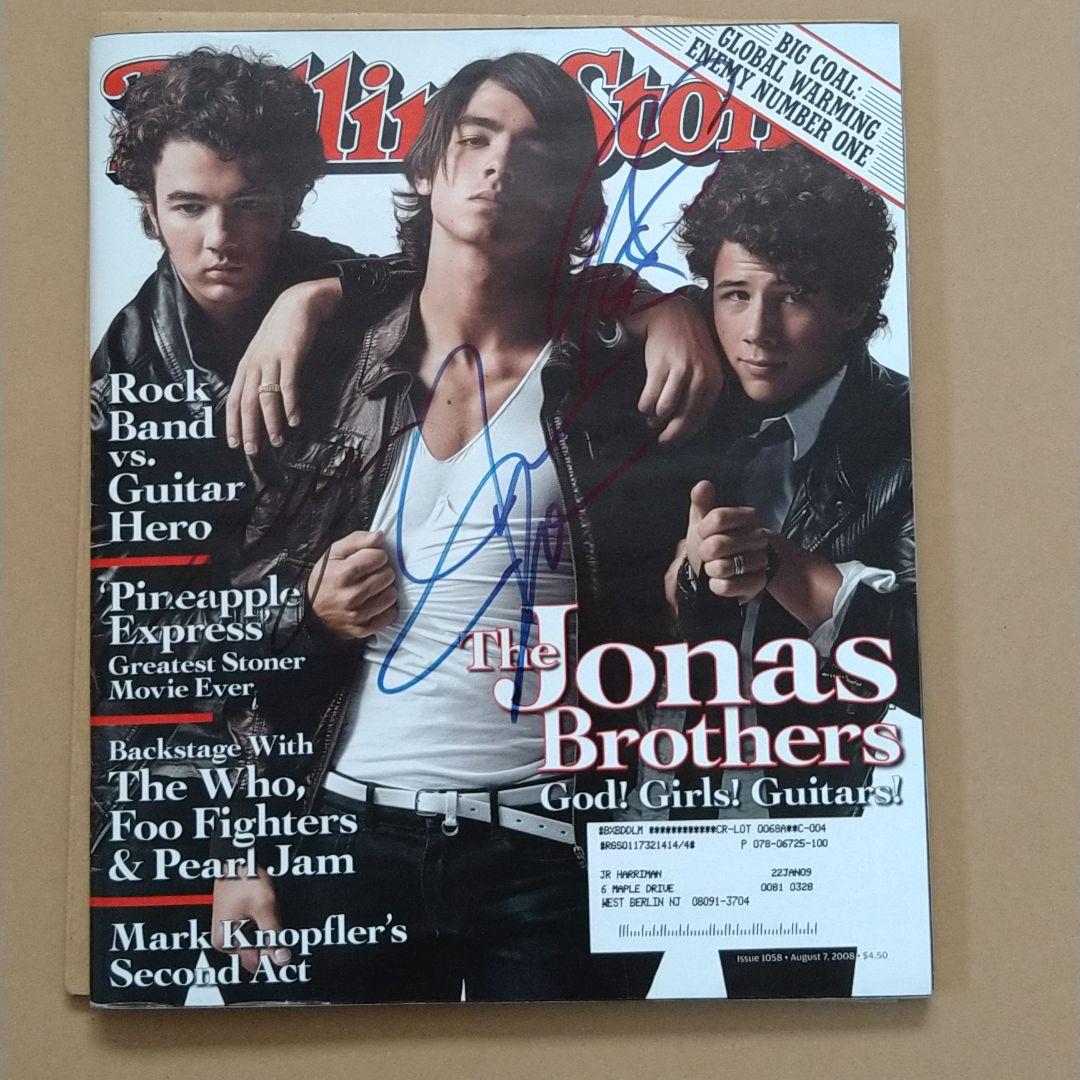 Rolling Stone
BIG COAL:
GLOBAL WARMING
ENEMY NUMBER ONE
Rock
Band
vs.
Guitar
Hero
'Pineapple
Express'
Greatest Stoner
Movie Ever
Backstage With
The Who,
Foo Fighters
& Pearl Jam
Mark Knopfler's
Second Act
The Jonas
Brothers
God! Girls! Guitars!
#BXBDDLM ************CR-LOT 0068A**C-004
#RGS0117321414/4# P 078-06725-100
JR HARRIMAN 22JAN09
6 MAPLE DRIVE 0081 0328
WEST BERLIN NJ 08091-3704
Issue 1058 • August 7, 2008 • $4.50